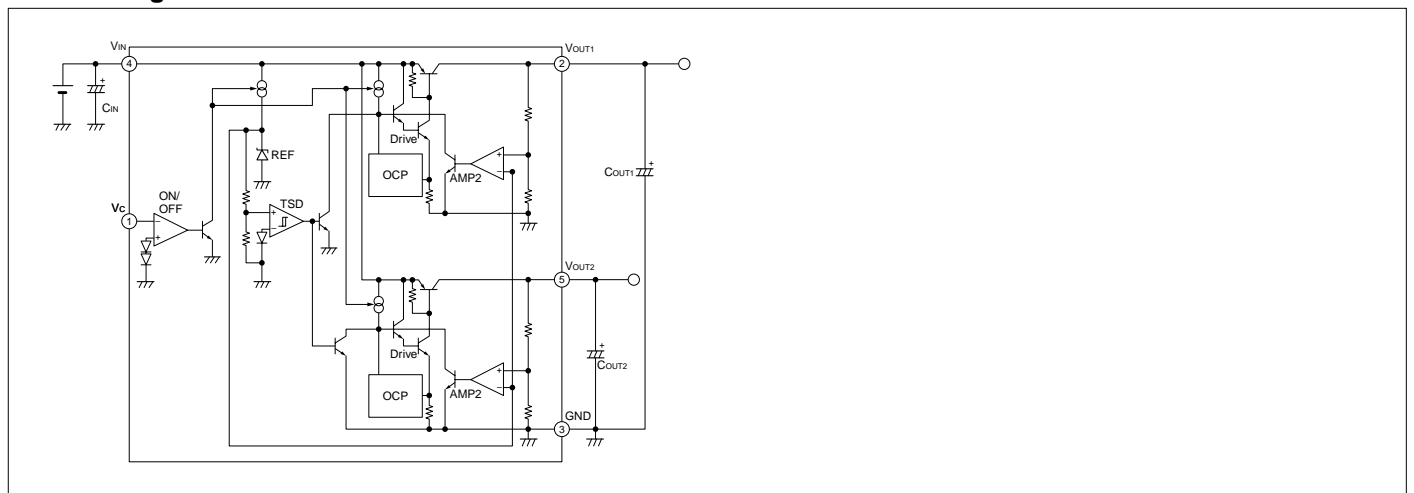 VIN
VOUT1
4
2
+
CIN
REF
Drive
OCP
AMP2
+
−
COUT1
+
VC
1
ON/
OFF
−
+
TSD
+
−
VOUT2
5
Drive
OCP
AMP2
+
−
COUT2
+
GND
3